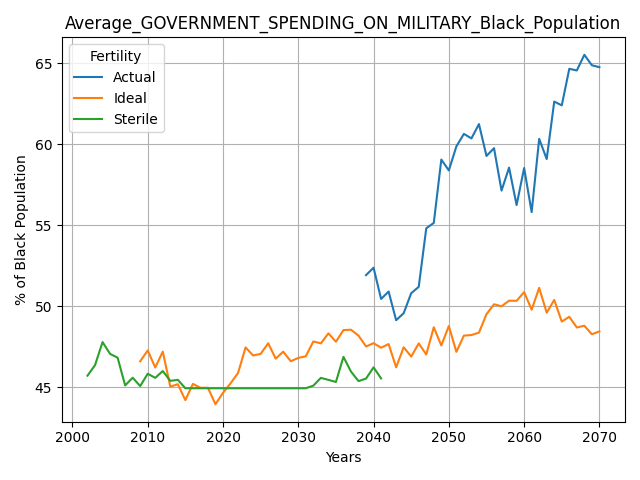 Average_GOVERNMENT_SPENDING_ON_MILITARY_Black_Population
Fertility
Actual
Ideal
Sterile
65
60
55
50
45
% of Black Population
2000 2010 2020 2030 2040 2050 2060 2070
Years